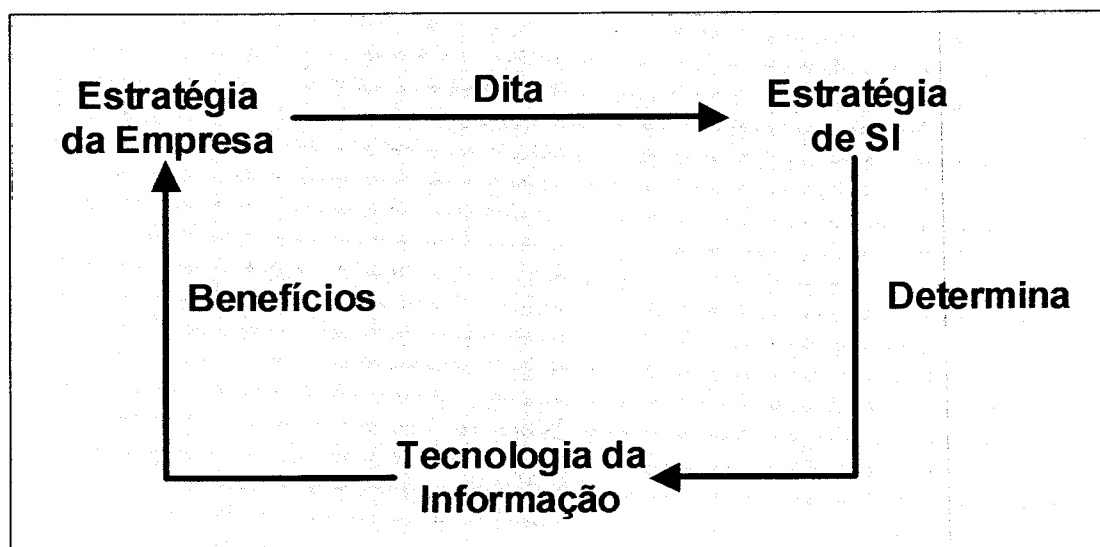 Estratégia
da Empresa
Dita
Estratégia
de SI
Benefícios
Determina
Tecnologia da
Informação